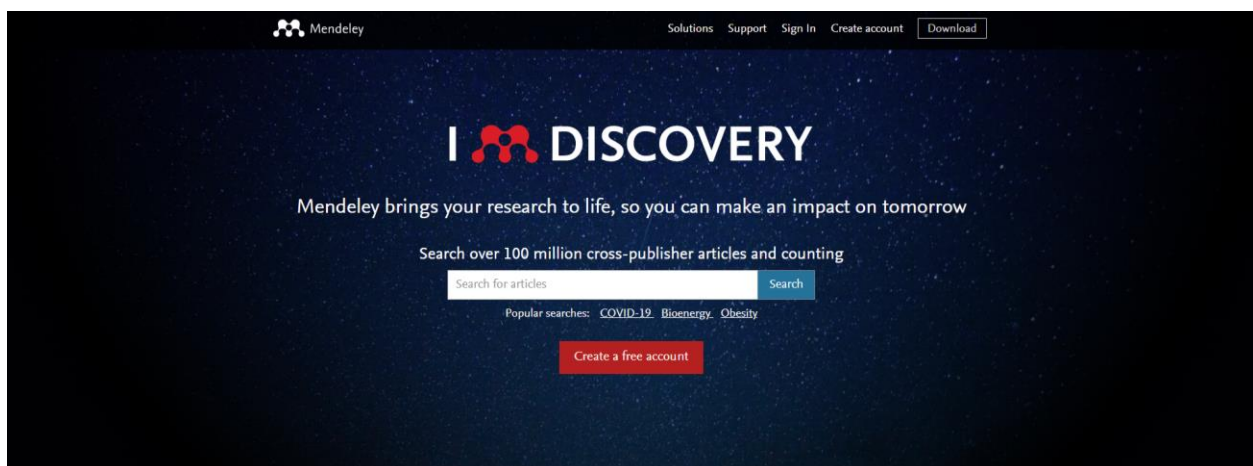 Mendeley Solutions Support Sign In Create account Download
I DISCOVERY
Mendeley brings your research to life, so you can make an impact on tomorrow
Search over 100 million cross-publisher articles and counting
Search for articles Search
Popular searches: COVID-19 Bioenergy Obesity
Create a free account